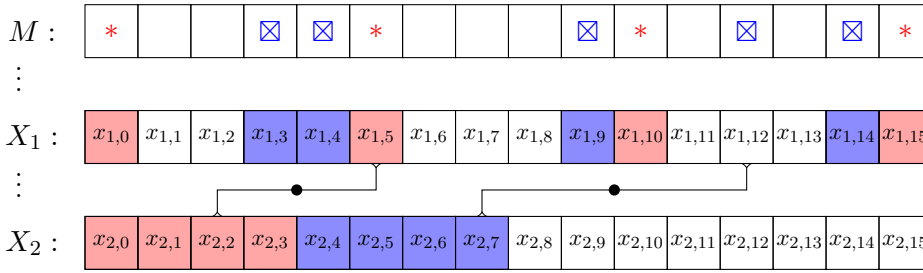 M : * ☒ ☒ * ☒ * ☒ ☒ *
⋮
X₁ : x₁,₀ x₁,₁ x₁,₂ x₁,₃ x₁,₄ x₁,₅ x₁,₆ x₁,₇ x₁,₈ x₁,₉ x₁,₁₀ x₁,₁₁ x₁,₁₂ x₁,₁₃ x₁,₁₄ x₁,₁₅
⋮
X₂ : x₂,₀ x₂,₁ x₂,₂ x₂,₃ x₂,₄ x₂,₅ x₂,₆ x₂,₇ x₂,₈ x₂,₉ x₂,₁₀ x₂,₁₁ x₂,₁₂ x₂,₁₃ x₂,₁₄ x₂,₁₅